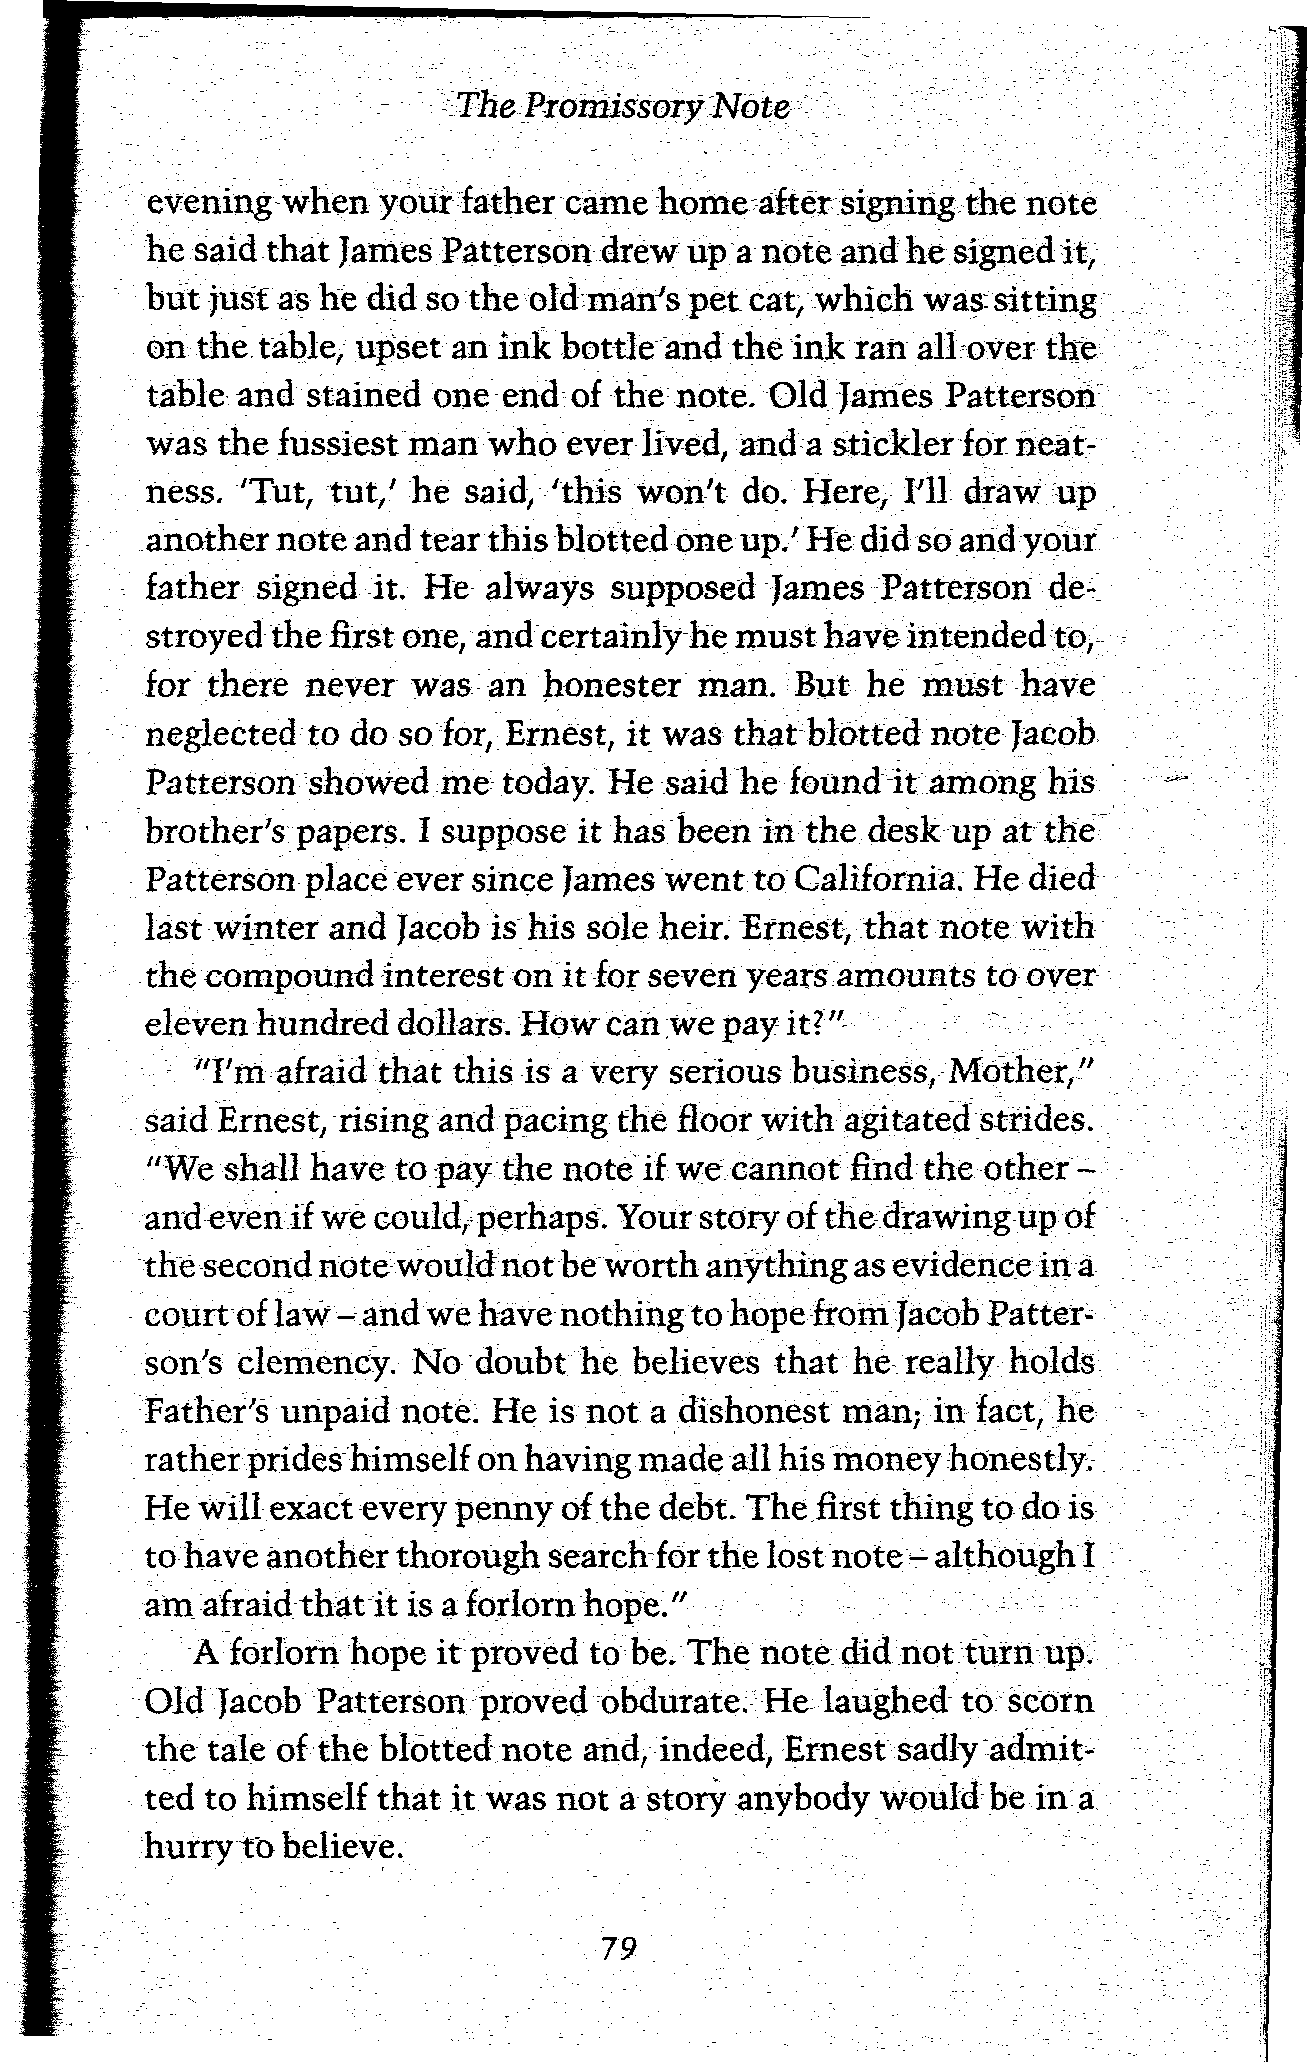 The Promissory Note
evening when your father came home after signing the note
he said that James Patterson drew up a note and he signed it,
but just as he did so the old man's pet cat, which was sitting
on the table, upset an ink bottle and the ink ran all over the
table and stained one end of the note. Old James Patterson
was the fussiest man who ever lived, and a stickler for neat-
ness. 'Tut, tut,' he said, 'this won't do. Here, I'll draw up
another note and tear this blotted one up.' He did so and your
father signed it. He always supposed James Patterson de-
stroyed the first one, and certainly he must have intended to,
for there never was an honester man. But he must have
neglected to do so for, Ernest, it was that blotted note Jacob
Patterson showed me today. He said he found it among his
brother's papers. I suppose it has been in the desk up at the
Patterson place ever since James went to California. He died
last winter and Jacob is his sole heir. Ernest, that note with
the compound interest on it for seven years amounts to over
eleven hundred dollars. How can we pay it?"
"I'm afraid that this is a very serious business, Mother,"
said Ernest, rising and pacing the floor with agitated strides.
"We shall have to pay the note if we cannot find the other –
and even if we could, perhaps. Your story of the drawing up of
the second note would not be worth anything as evidence in a
court of law – and we have nothing to hope from Jacob Patter-
son's clemency. No doubt he believes that he really holds
Father's unpaid note. He is not a dishonest man; in fact, he
rather prides himself on having made all his money honestly.
He will exact every penny of the debt. The first thing to do is
to have another thorough search for the lost note – although I
am afraid that it is a forlorn hope."
A forlorn hope it proved to be. The note did not turn up.
Old Jacob Patterson proved obdurate. He laughed to scorn
the tale of the blotted note and, indeed, Ernest sadly admit-
ted to himself that it was not a story anybody would be in a
hurry to believe.
79